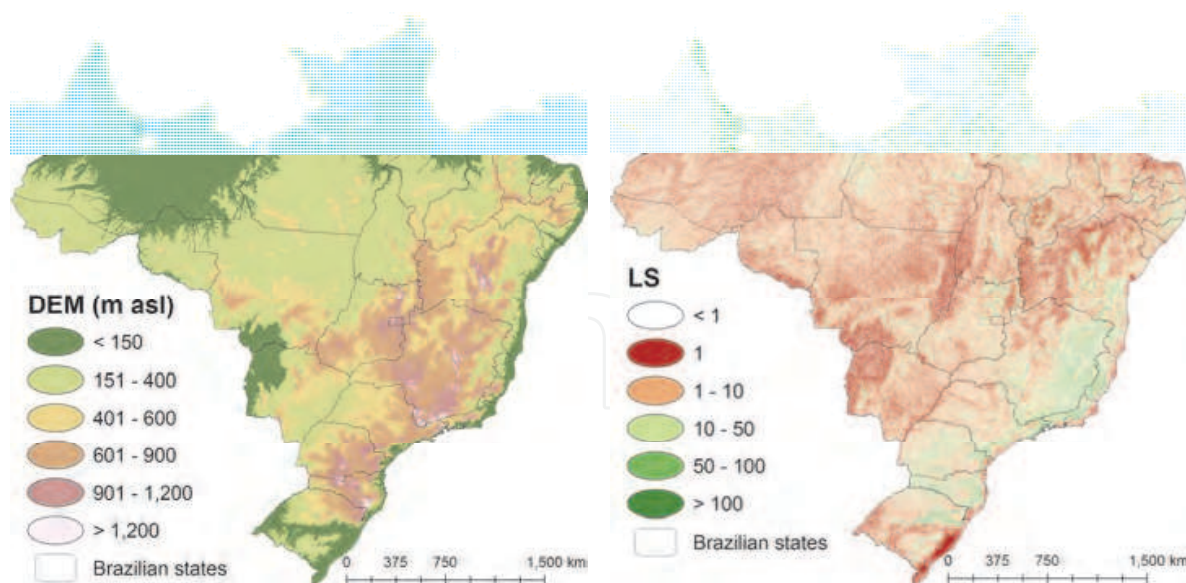 DEM (m asl)
< 150
151 - 400
401 - 600
601 - 900
901 - 1,200
> 1,200
Brazilian states
0 375 750 1,500 km
LS
< 1
1
1 - 10
10 - 50
50 - 100
> 100
Brazilian states
0 375 750 1,500 km